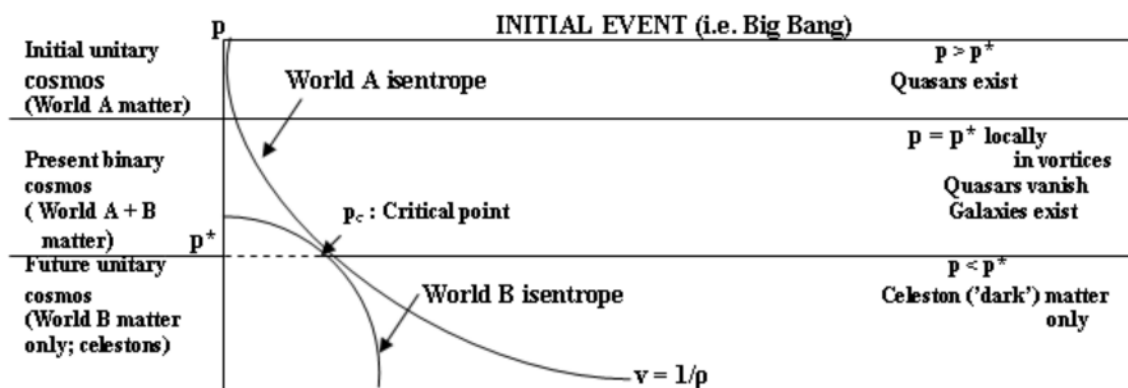 p
INITIAL EVENT (i.e. Big Bang)
Initial unitary
cosmos
(World A matter)
World A isentrope
p > p*
Quasars exist
Present binary
cosmos
( World A + B
matter)
p*
p꜀ : Critical point
p = p* locally
in vortices
Quasars vanish
Galaxies exist
Future unitary
cosmos
(World B matter
only; celestons)
World B isentrope
v = 1/ρ
p < p*
Celeston ('dark') matter
only